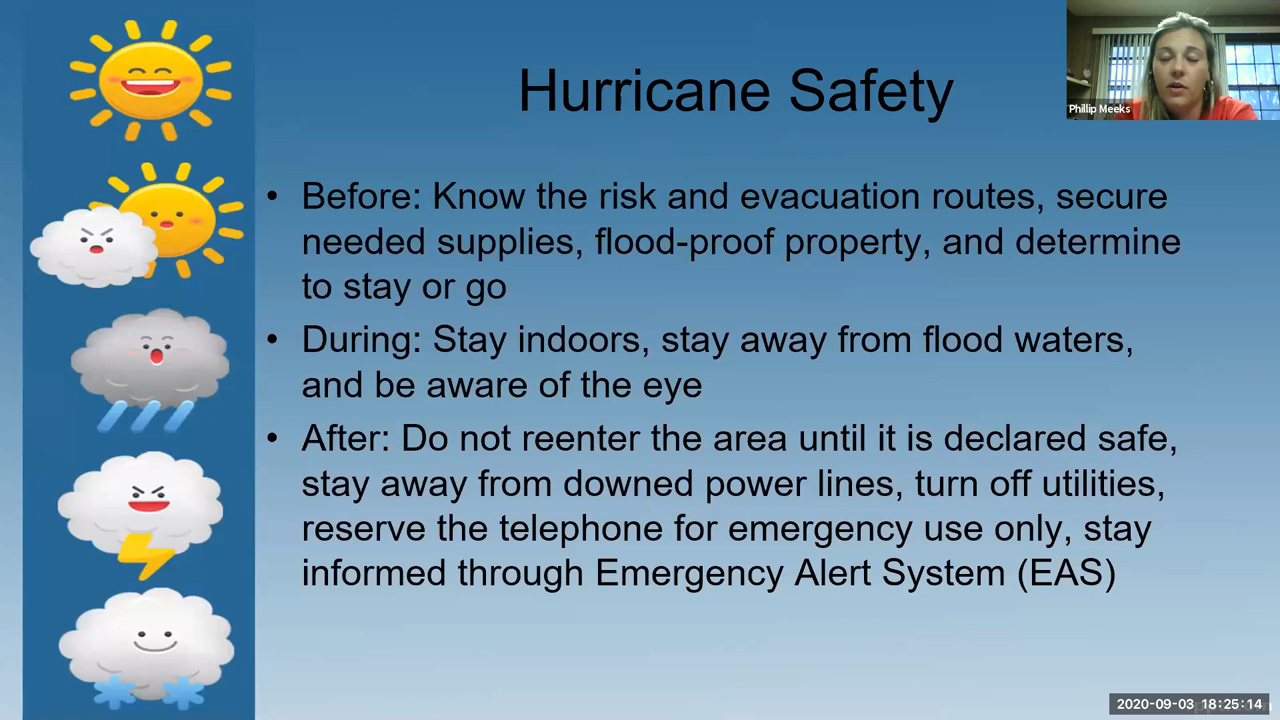 Hurricane Safety
Phillip Meeks
• Before: Know the risk and evacuation routes, secure
needed supplies, flood-proof property, and determine
to stay or go
• During: Stay indoors, stay away from flood waters,
and be aware of the eye
• After: Do not reenter the area until it is declared safe,
stay away from downed power lines, turn off utilities,
reserve the telephone for emergency use only, stay
informed through Emergency Alert System (EAS)
2020-09-03 18:25:14